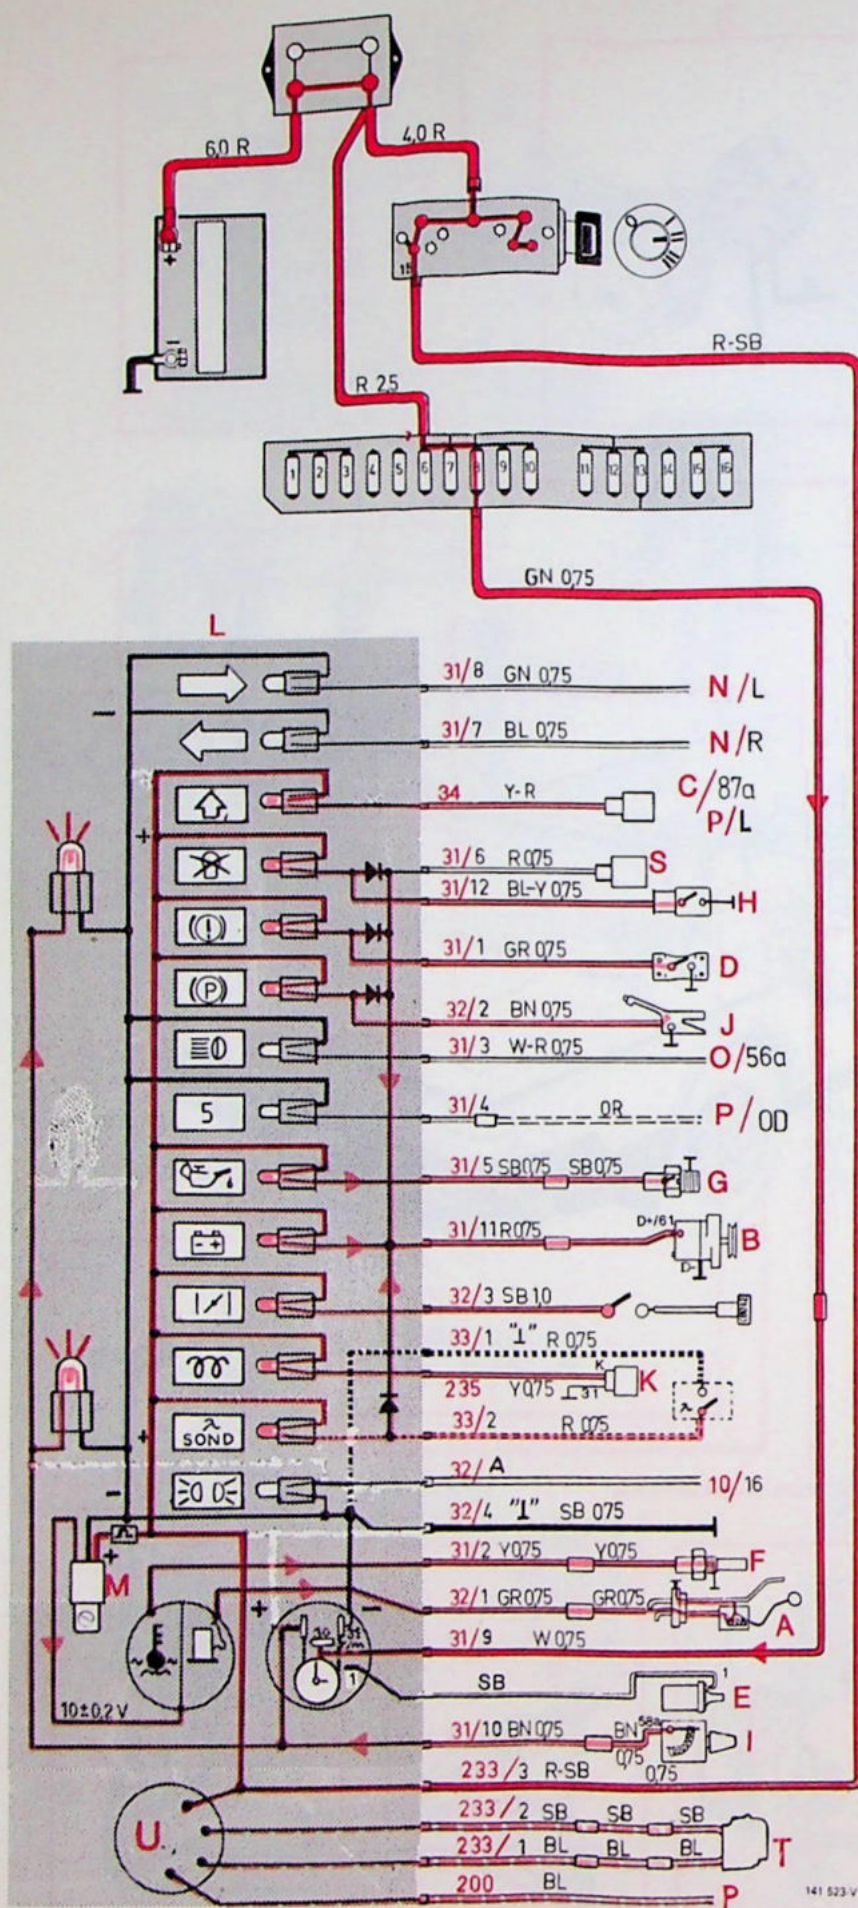 6,0 R
4,0 R
+
15
0
I
II
III
−
R-SB
R 2,5
1 2 3 4 5 6 7 8 9 10 11 12 13 14 15 16
GN 0,75
L
31/8 GN 0,75 N/L
−
31/7 BL 0,75 N/R
34 Y-R C/87a
P/L
+
31/6 R 0,75 S
31/12 BL-Y 0,75 H
(!)
31/1 GR 0,75 D
(P)
32/2 BN 0,75 J
31/3 W-R 0,75 O/56a
5
31/4 OR P/OD
31/5 SB 0,75 SB 0,75 G
- +
31/11 R 0,75 D+/61 B
D-
32/3 SB 1,0
33/1 "1" R 0,75
K
235 Y 0,75 31 K
λ
+
λ SOND
33/2 R 0,75
32/A 10/16
−
32/4 "1" SB 0,75
+
31/2 Y 0,75 Y 0,75 F
M
32/1 GR 0,75 GR 0,75 A
+ −
31/9 W 0,75
31
1
SB 1 E
10±0,2 V
31/10 BN 0,75 BN 0,75 58a I
233/3 R-SB 0,75
233/2 SB SB SB
U
T
233/1 BL BL BL
200 BL P
141 523-V